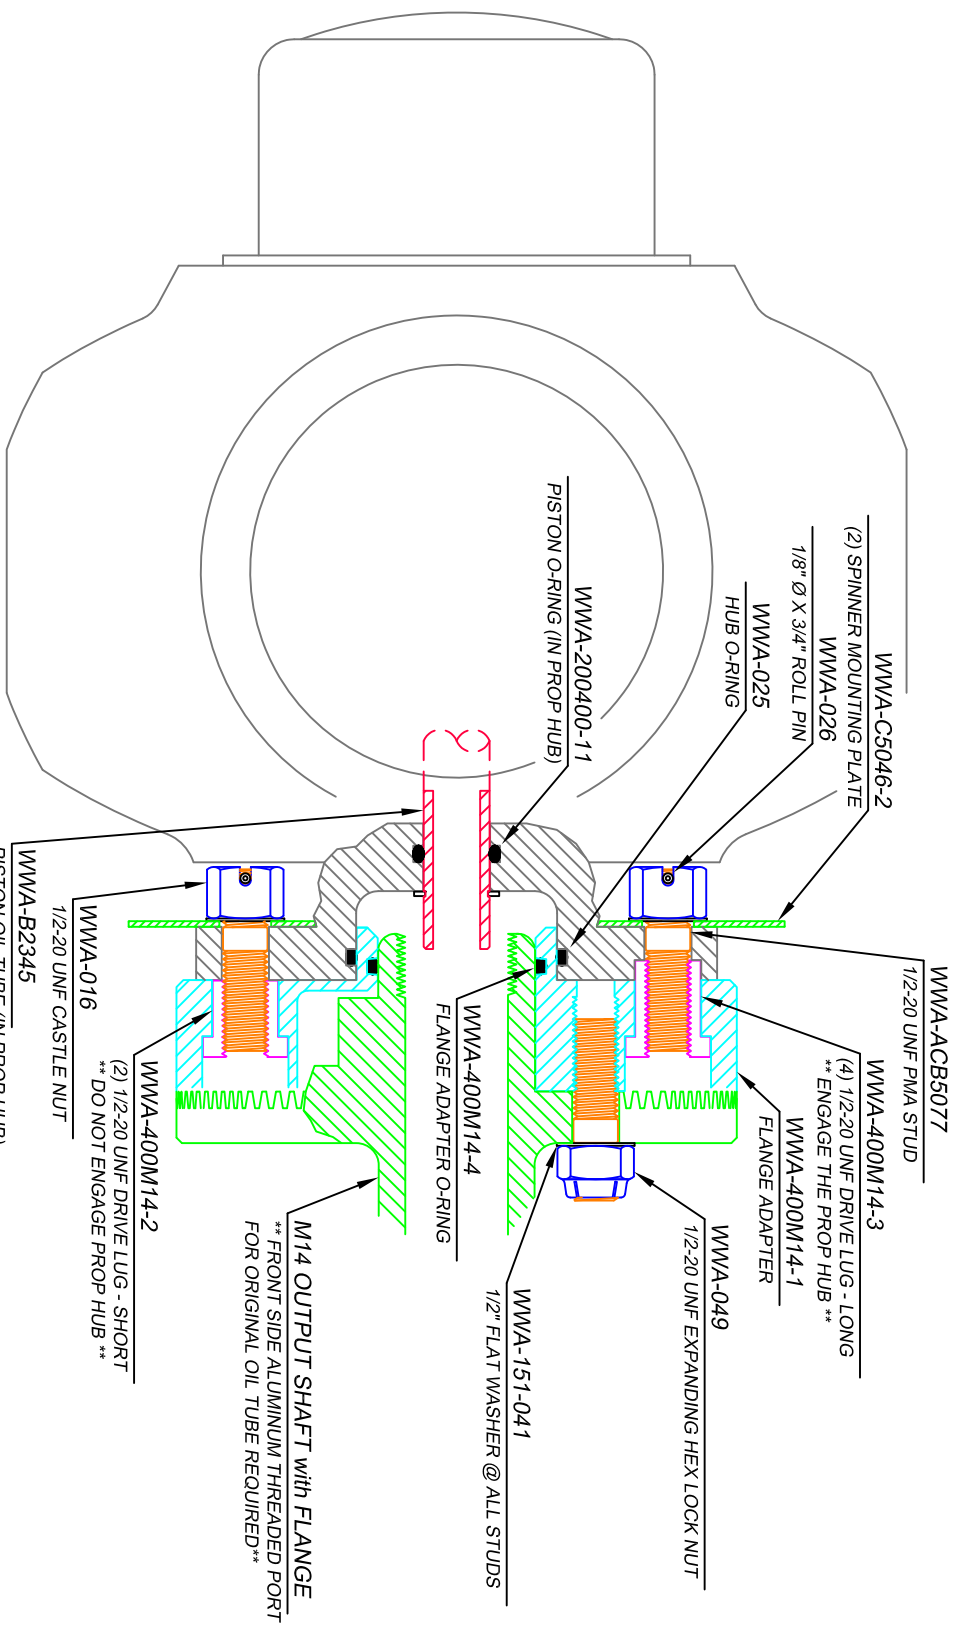 WWA-C5046-2
(2) SPINNER MOUNTING PLATE
WWA-026
1/8" Ø X 3/4" ROLL PIN
WWA-025
HUB O-RING
WWA-200400-11
PISTON O-RING (IN PROP HUB)
WWA-ACB5077
1/2-20 UNF PMA STUD
WWA-400M14-3
(4) 1/2-20 UNF DRIVE LUG - LONG
** ENGAGE THE PROP HUB **
WWA-400M14-1
FLANGE ADAPTER
WWA-049
1/2-20 UNF EXPANDING HEX LOCK NUT
WWA-151-041
1/2" FLAT WASHER @ ALL STUDS
WWA-400M14-4
FLANGE ADAPTER O-RING
M14 OUTPUT SHAFT with FLANGE
** FRONT SIDE ALUMINUM THREADED PORT
FOR ORIGINAL OIL TUBE REQUIRED**
WWA-400M14-2
(2) 1/2-20 UNF DRIVE LUG - SHORT
** DO NOT ENGAGE PROP HUB **
WWA-016
1/2-20 UNF CASTLE NUT
WWA-B2345
PISTON OIL TUBE (IN PROP HUB)